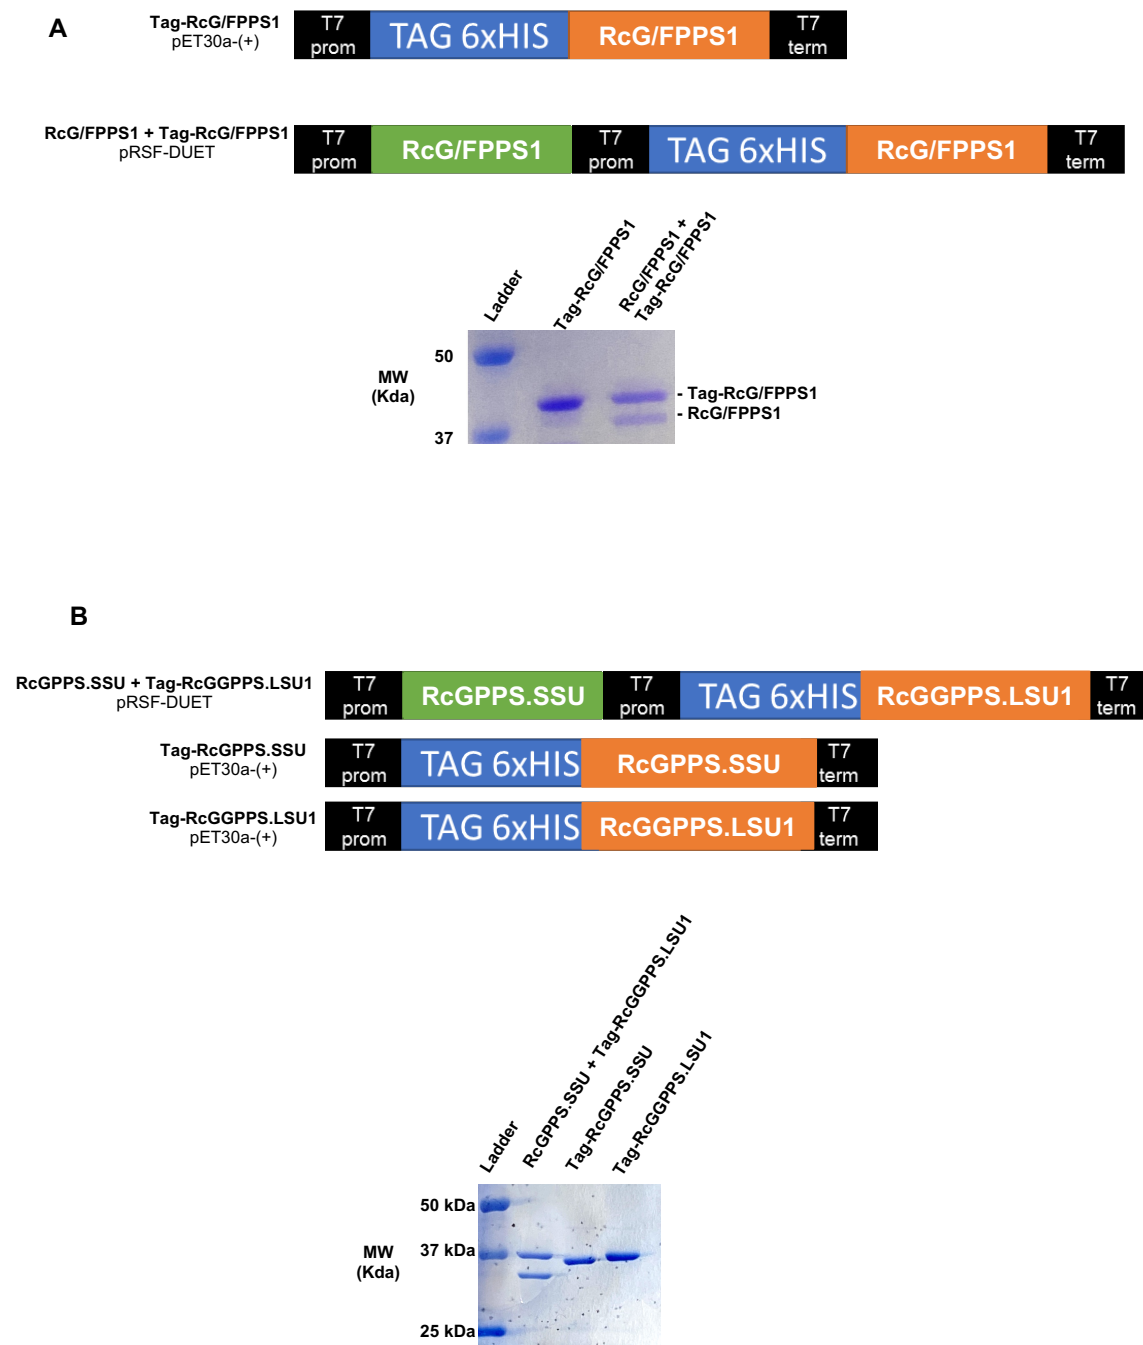 A
Tag-RcG/FPPS1
pET30a-(+)
T7
prom
TAG 6xHIS
RcG/FPPS1
T7
term
RcG/FPPS1 + Tag-RcG/FPPS1
pRSF-DUET
T7
prom
RcG/FPPS1
T7
prom
TAG 6xHIS
RcG/FPPS1
T7
term
Ladder
Tag-RcG/FPPS1
RcG/FPPS1 +
Tag-RcG/FPPS1
MW
(Kda)
50
37
- Tag-RcG/FPPS1
- RcG/FPPS1
B
RcGPPS.SSU + Tag-RcGGPPS.LSU1
pRSF-DUET
T7
prom
RcGPPS.SSU
T7
prom
TAG 6xHIS
RcGGPPS.LSU1
T7
term
Tag-RcGPPS.SSU
pET30a-(+)
T7
prom
TAG 6xHIS
RcGPPS.SSU
T7
term
Tag-RcGGPPS.LSU1
pET30a-(+)
T7
prom
TAG 6xHIS
RcGGPPS.LSU1
T7
term
Ladder
RcGPPS.SSU + Tag-RcGGPPS.LSU1
Tag-RcGPPS.SSU
Tag-RcGGPPS.LSU1
MW
(Kda)
50 kDa
37 kDa
25 kDa